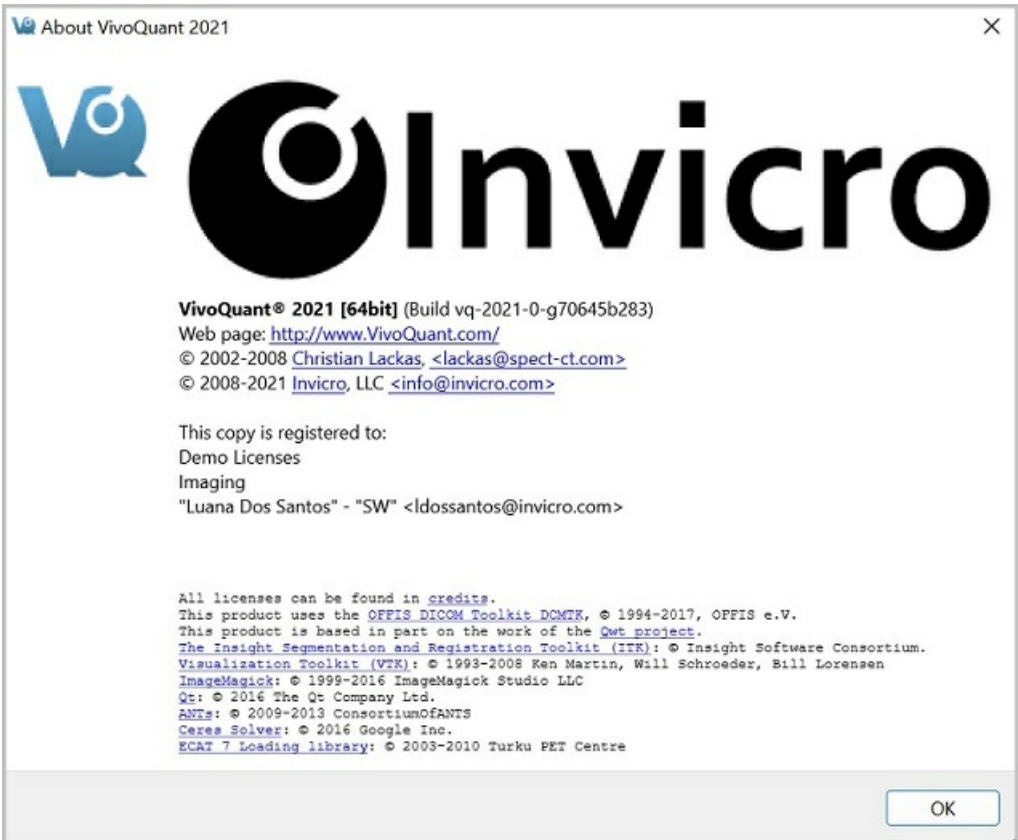 About VivoQuant 2021
VQ
Invicro
VivoQuant® 2021 [64bit] (Build vq-2021-0-g70645b283)
Web page: http://www.VivoQuant.com/
© 2002-2008 Christian Lackas, <lackas@spect-ct.com>
© 2008-2021 Invicro, LLC <info@invicro.com>
This copy is registered to:
Demo Licenses
Imaging
"Luana Dos Santos" - "SW" <ldossantos@invicro.com>
All licenses can be found in credits.
This product uses the OFFIS DICOM Toolkit DCMTK, © 1994-2017, OFFIS e.V.
This product is based in part on the work of the Qwt project.
The Insight Segmentation and Registration Toolkit (ITK): © Insight Software Consortium.
Visualization Toolkit (VTK): © 1993-2008 Ken Martin, Will Schroeder, Bill Lorensen
ImageMagick: © 1999-2016 ImageMagick Studio LLC
Qt: © 2016 The Qt Company Ltd.
ANTs: © 2009-2013 ConsortiumOfANTS
Ceres Solver: © 2016 Google Inc.
ECAT 7 Loading library: © 2003-2010 Turku PET Centre
OK